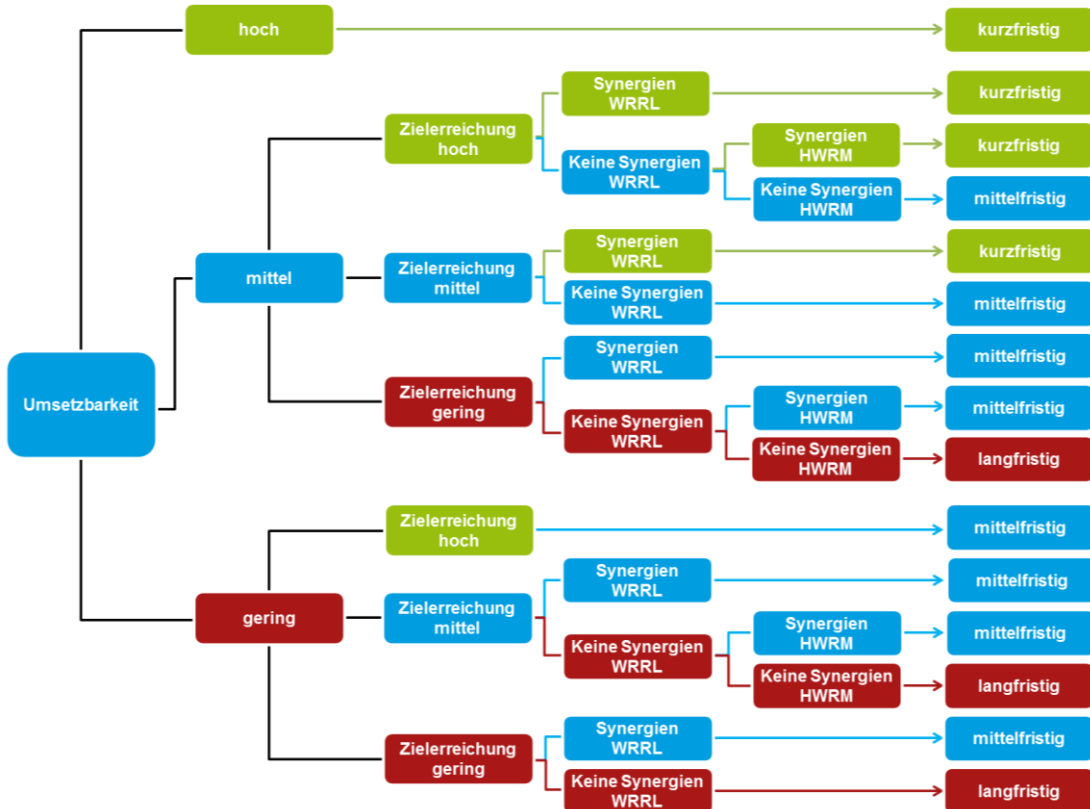 hoch
kurzfristig
Synergien
WRRL
kurzfristig
Zielerreichung
hoch
Synergien
HWRM
kurzfristig
Keine Synergien
WRRL
Keine Synergien
HWRM
mittelfristig
Synergien
WRRL
kurzfristig
mittel
Zielerreichung
mittel
Keine Synergien
WRRL
mittelfristig
Synergien
WRRL
mittelfristig
Umsetzbarkeit
Zielerreichung
gering
Synergien
HWRM
mittelfristig
Keine Synergien
WRRL
Keine Synergien
HWRM
langfristig
Zielerreichung
hoch
mittelfristig
Synergien
WRRL
mittelfristig
gering
Zielerreichung
mittel
Synergien
HWRM
mittelfristig
Keine Synergien
WRRL
Keine Synergien
HWRM
langfristig
Synergien
WRRL
mittelfristig
Zielerreichung
gering
Keine Synergien
WRRL
langfristig